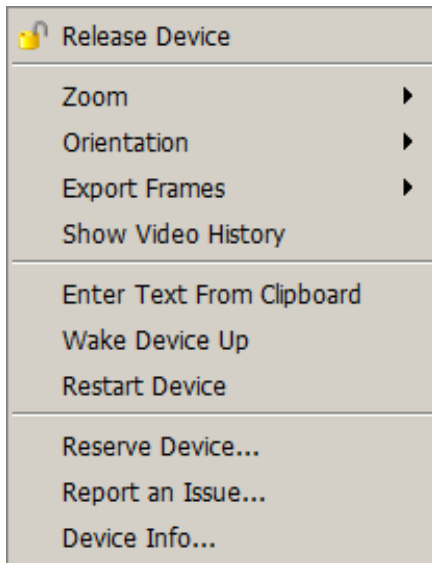 Release Device
Zoom
Orientation
Export Frames
Show Video History
Enter Text From Clipboard
Wake Device Up
Restart Device
Reserve Device...
Report an Issue...
Device Info...